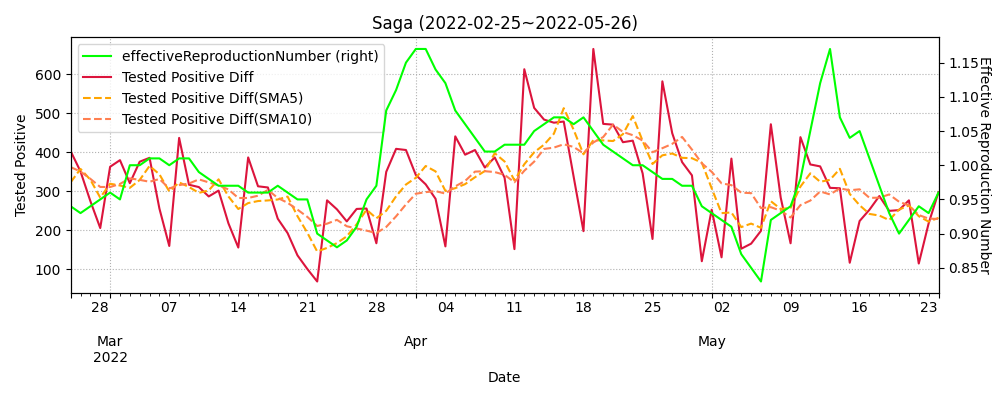 Saga (2022-02-25~2022-05-26)
effectiveReproductionNumber (right)
Tested Positive Diff
Tested Positive Diff(SMA5)
Tested Positive Diff(SMA10)
Tested Positive
600
500
400
300
200
100
Effective Reproduction Number
1.15
1.10
1.05
1.00
0.95
0.90
0.85
28 07 14 21 28 04 11 18 25 02 09 16 23
Mar Apr May
2022
Date